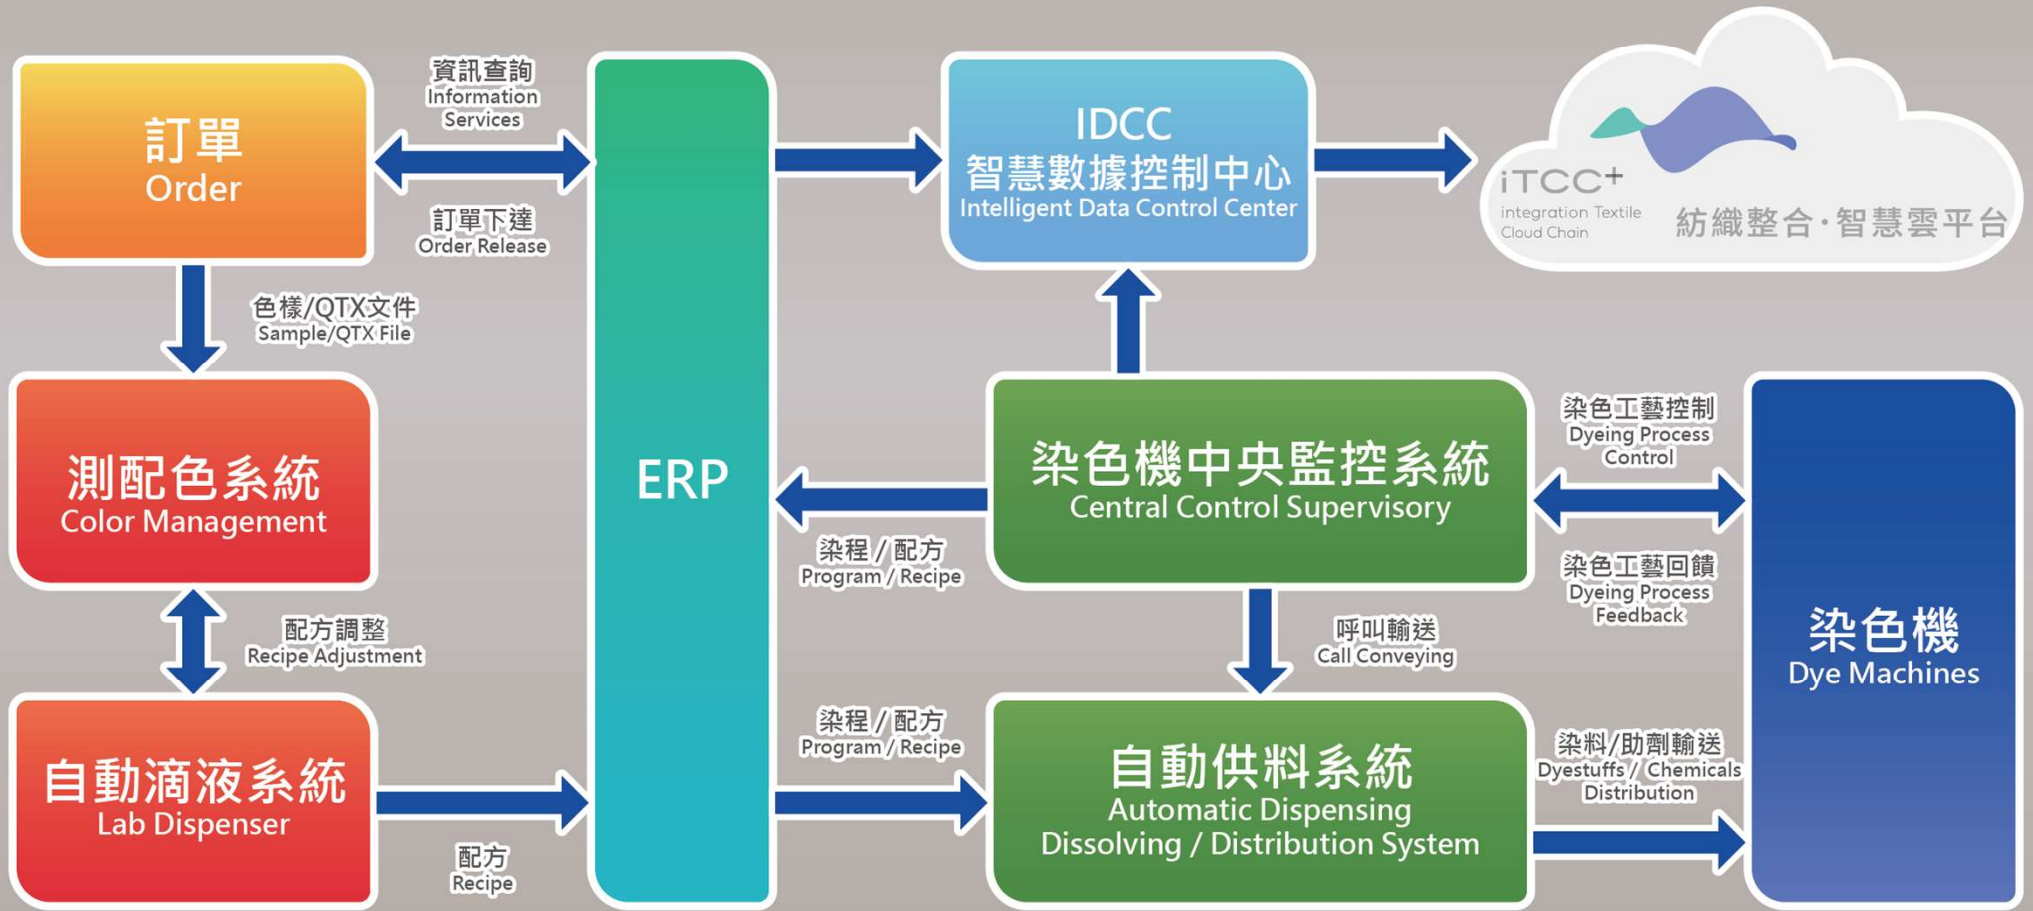 訂單
Order
資訊查詢
Information
Services
訂單下達
Order Release
色樣/QTX文件
Sample/QTX File
測配色系統
Color Management
配方調整
Recipe Adjustment
自動滴液系統
Lab Dispenser
配方
Recipe
ERP
IDCC
智慧數據控制中心
Intelligent Data Control Center
iTCC+
integration Textile
Cloud Chain
紡織整合·智慧雲平台
染色機中央監控系統
Central Control Supervisory
染程 / 配方
Program / Recipe
呼叫輸送
Call Conveying
染色工藝控制
Dyeing Process
Control
染色工藝回饋
Dyeing Process
Feedback
染程 / 配方
Program / Recipe
自動供料系統
Automatic Dispensing
Dissolving / Distribution System
染料/助劑輸送
Dyestuffs / Chemicals
Distribution
染色機
Dye Machines